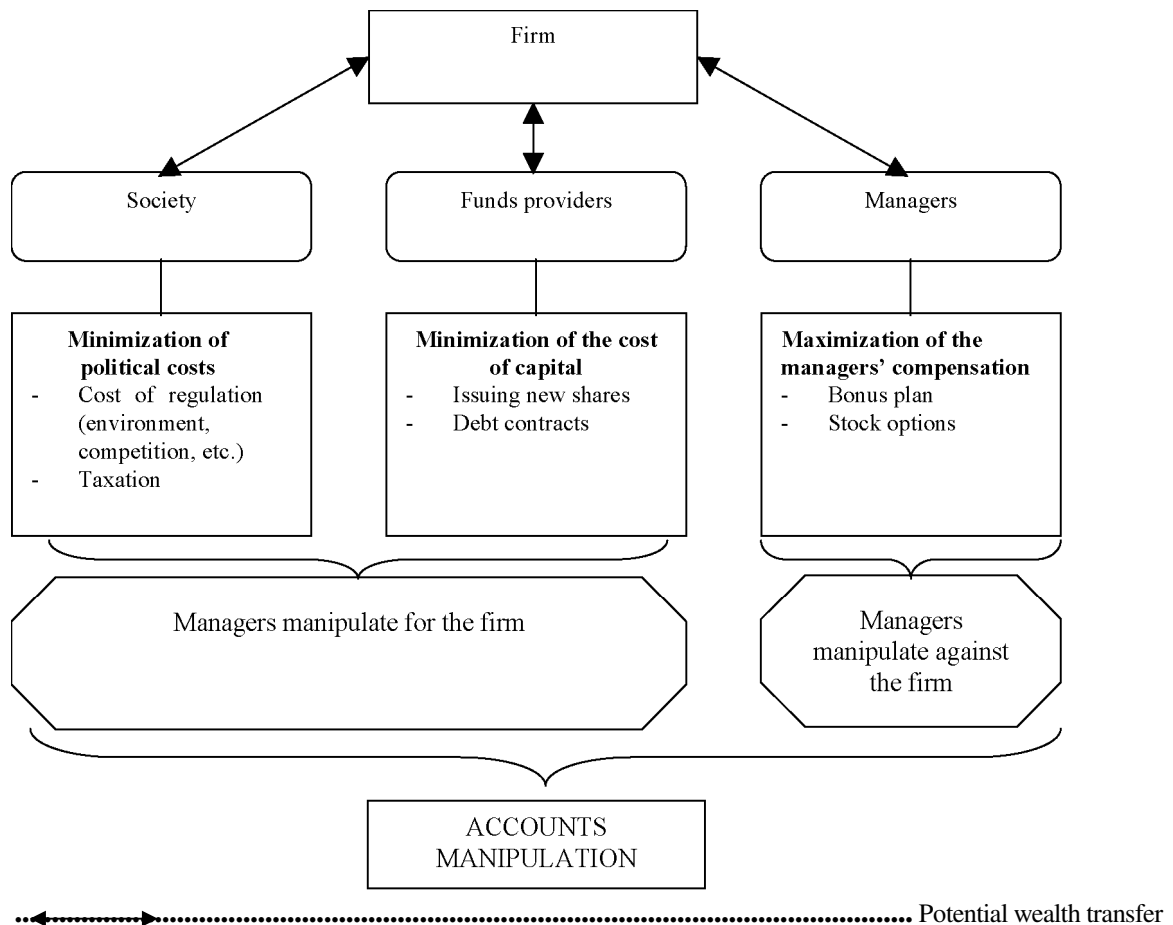 Firm
Society
Funds providers
Managers
Minimization of
political costs
- Cost of regulation
(environment,
competition, etc.)
- Taxation
Minimization of the cost
of capital
- Issuing new shares
- Debt contracts
Maximization of the
managers' compensation
- Bonus plan
- Stock options
Managers manipulate for the firm
Managers
manipulate against
the firm
ACCOUNTS
MANIPULATION
Potential wealth transfer